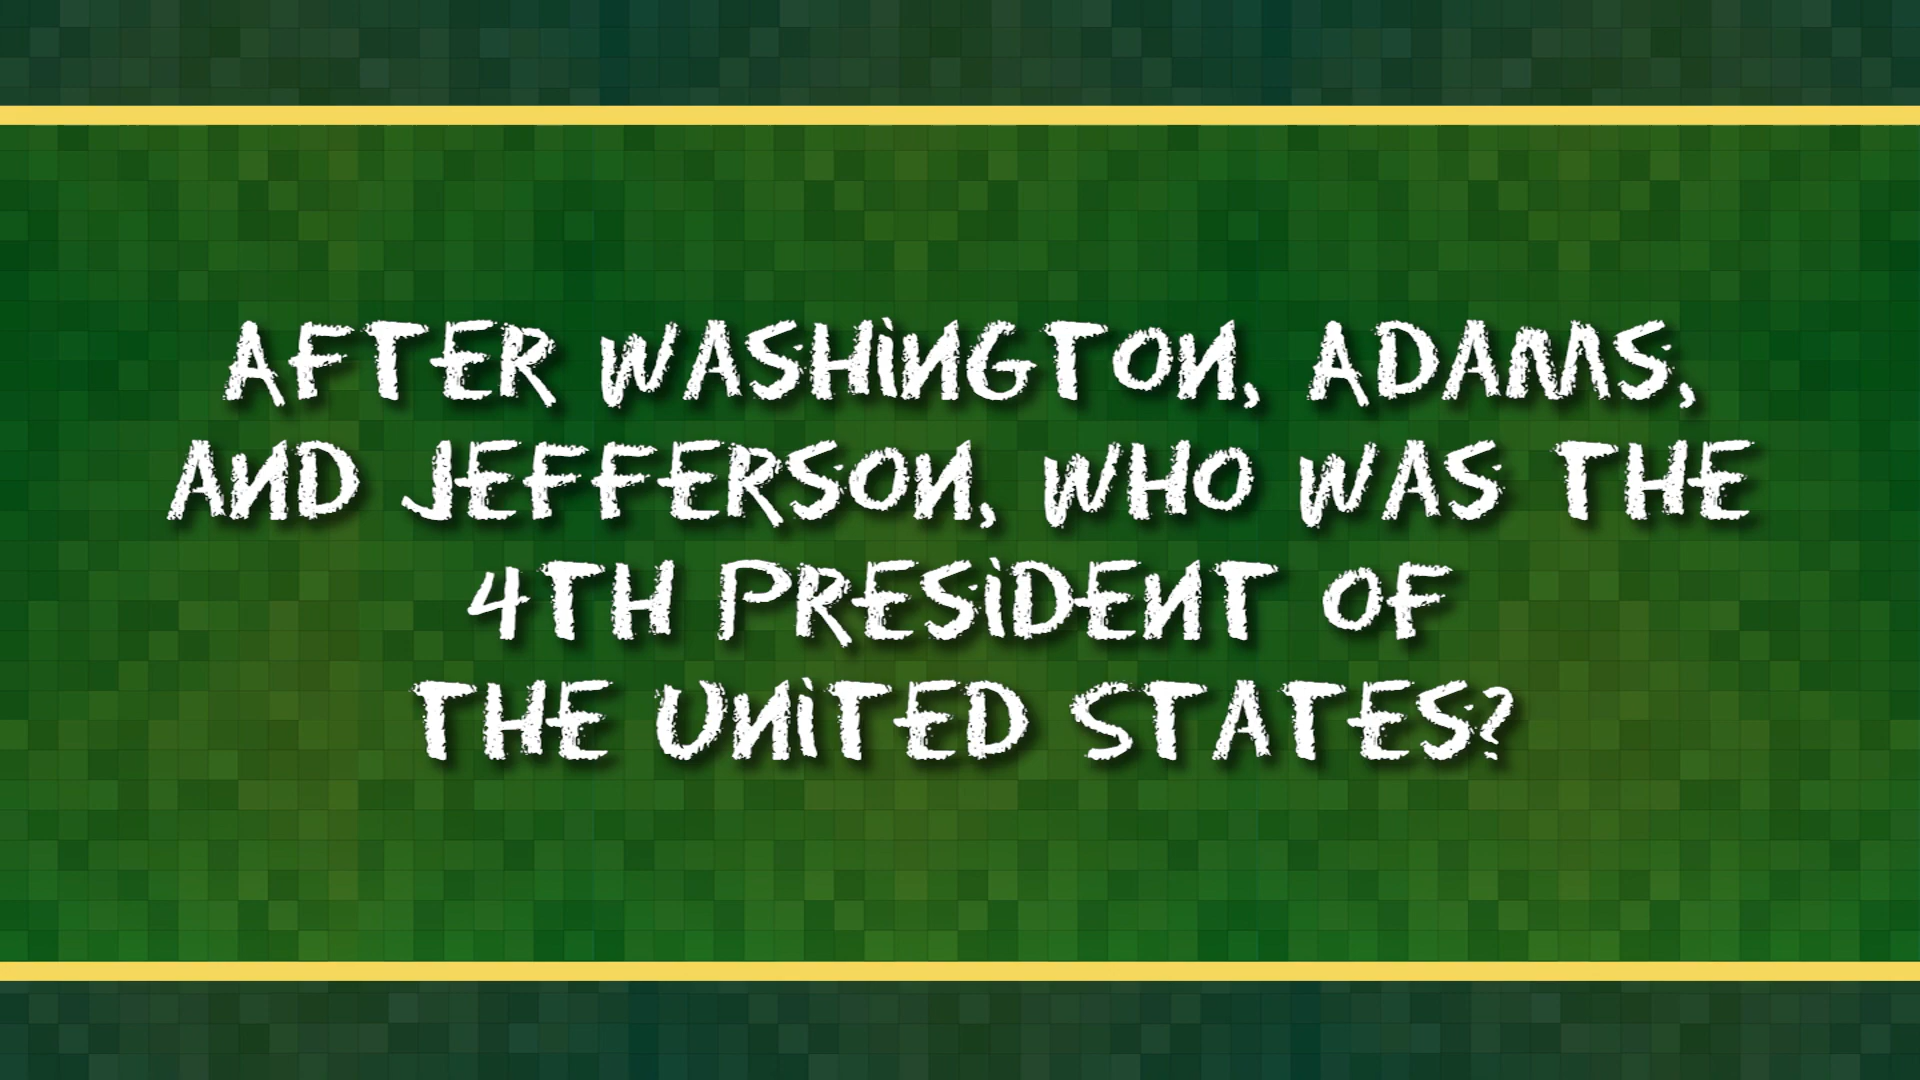 AFTER WASHINGTON, ADAMS,
AND JEFFERSON, WHO WAS THE
4TH PRESIDENT OF
THE UNITED STATES?